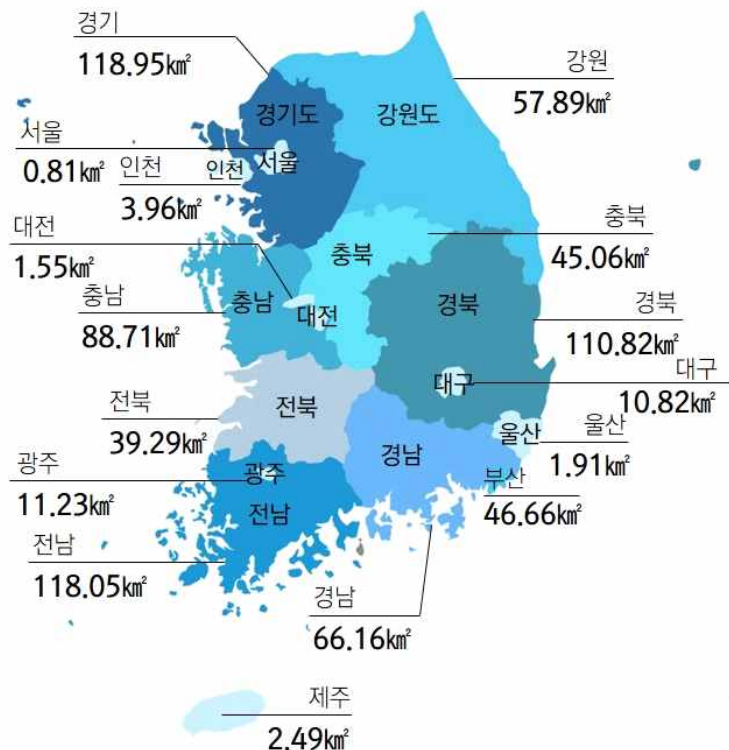 경기
118.95㎢
강원
57.89㎢
경기도
강원도
서울
0.81㎢
서울
인천
3.96㎢
인천
대전
1.55㎢
충북
45.06㎢
충북
충남
88.71㎢
충남
대전
경북
경북
110.82㎢
대구
대구
10.82㎢
전북
39.29㎢
전북
울산
울산
1.91㎢
경남
광주
11.23㎢
광주
부산
46.66㎢
전남
전남
118.05㎢
경남
66.16㎢
제주
2.49㎢